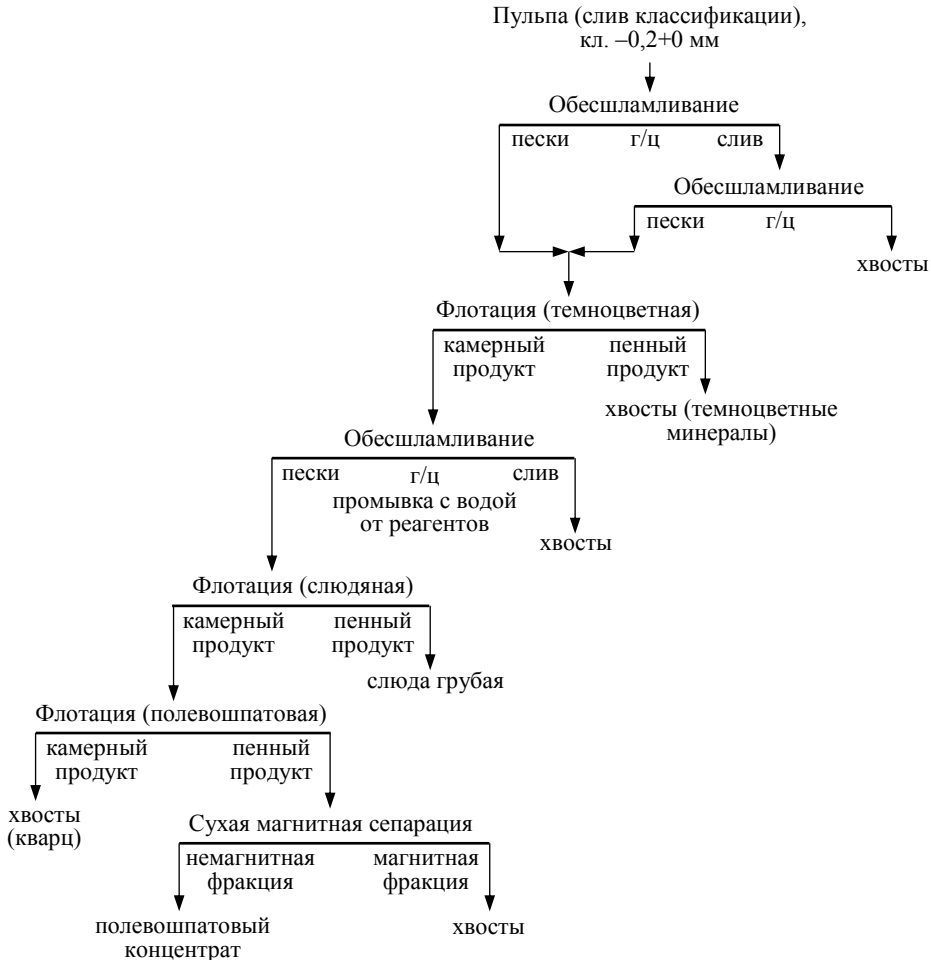 Пульпа (слив классификации),
кл. –0,2+0 мм
Обесшламливание
пески г/ц слив
Обесшламливание
пески г/ц
хвосты
Флотация (темноцветная)
камерный пенный
продукт продукт
хвосты (темноцветные
минералы)
Обесшламливание
пески г/ц слив
промывка с водой
от реагентов
хвосты
Флотация (слюдяная)
камерный пенный
продукт продукт
слюда грубая
Флотация (полевошпатовая)
камерный пенный
продукт продукт
хвосты
(кварц)
Сухая магнитная сепарация
немагнитная магнитная
фракция фракция
полевошпатовый
концентрат
хвосты